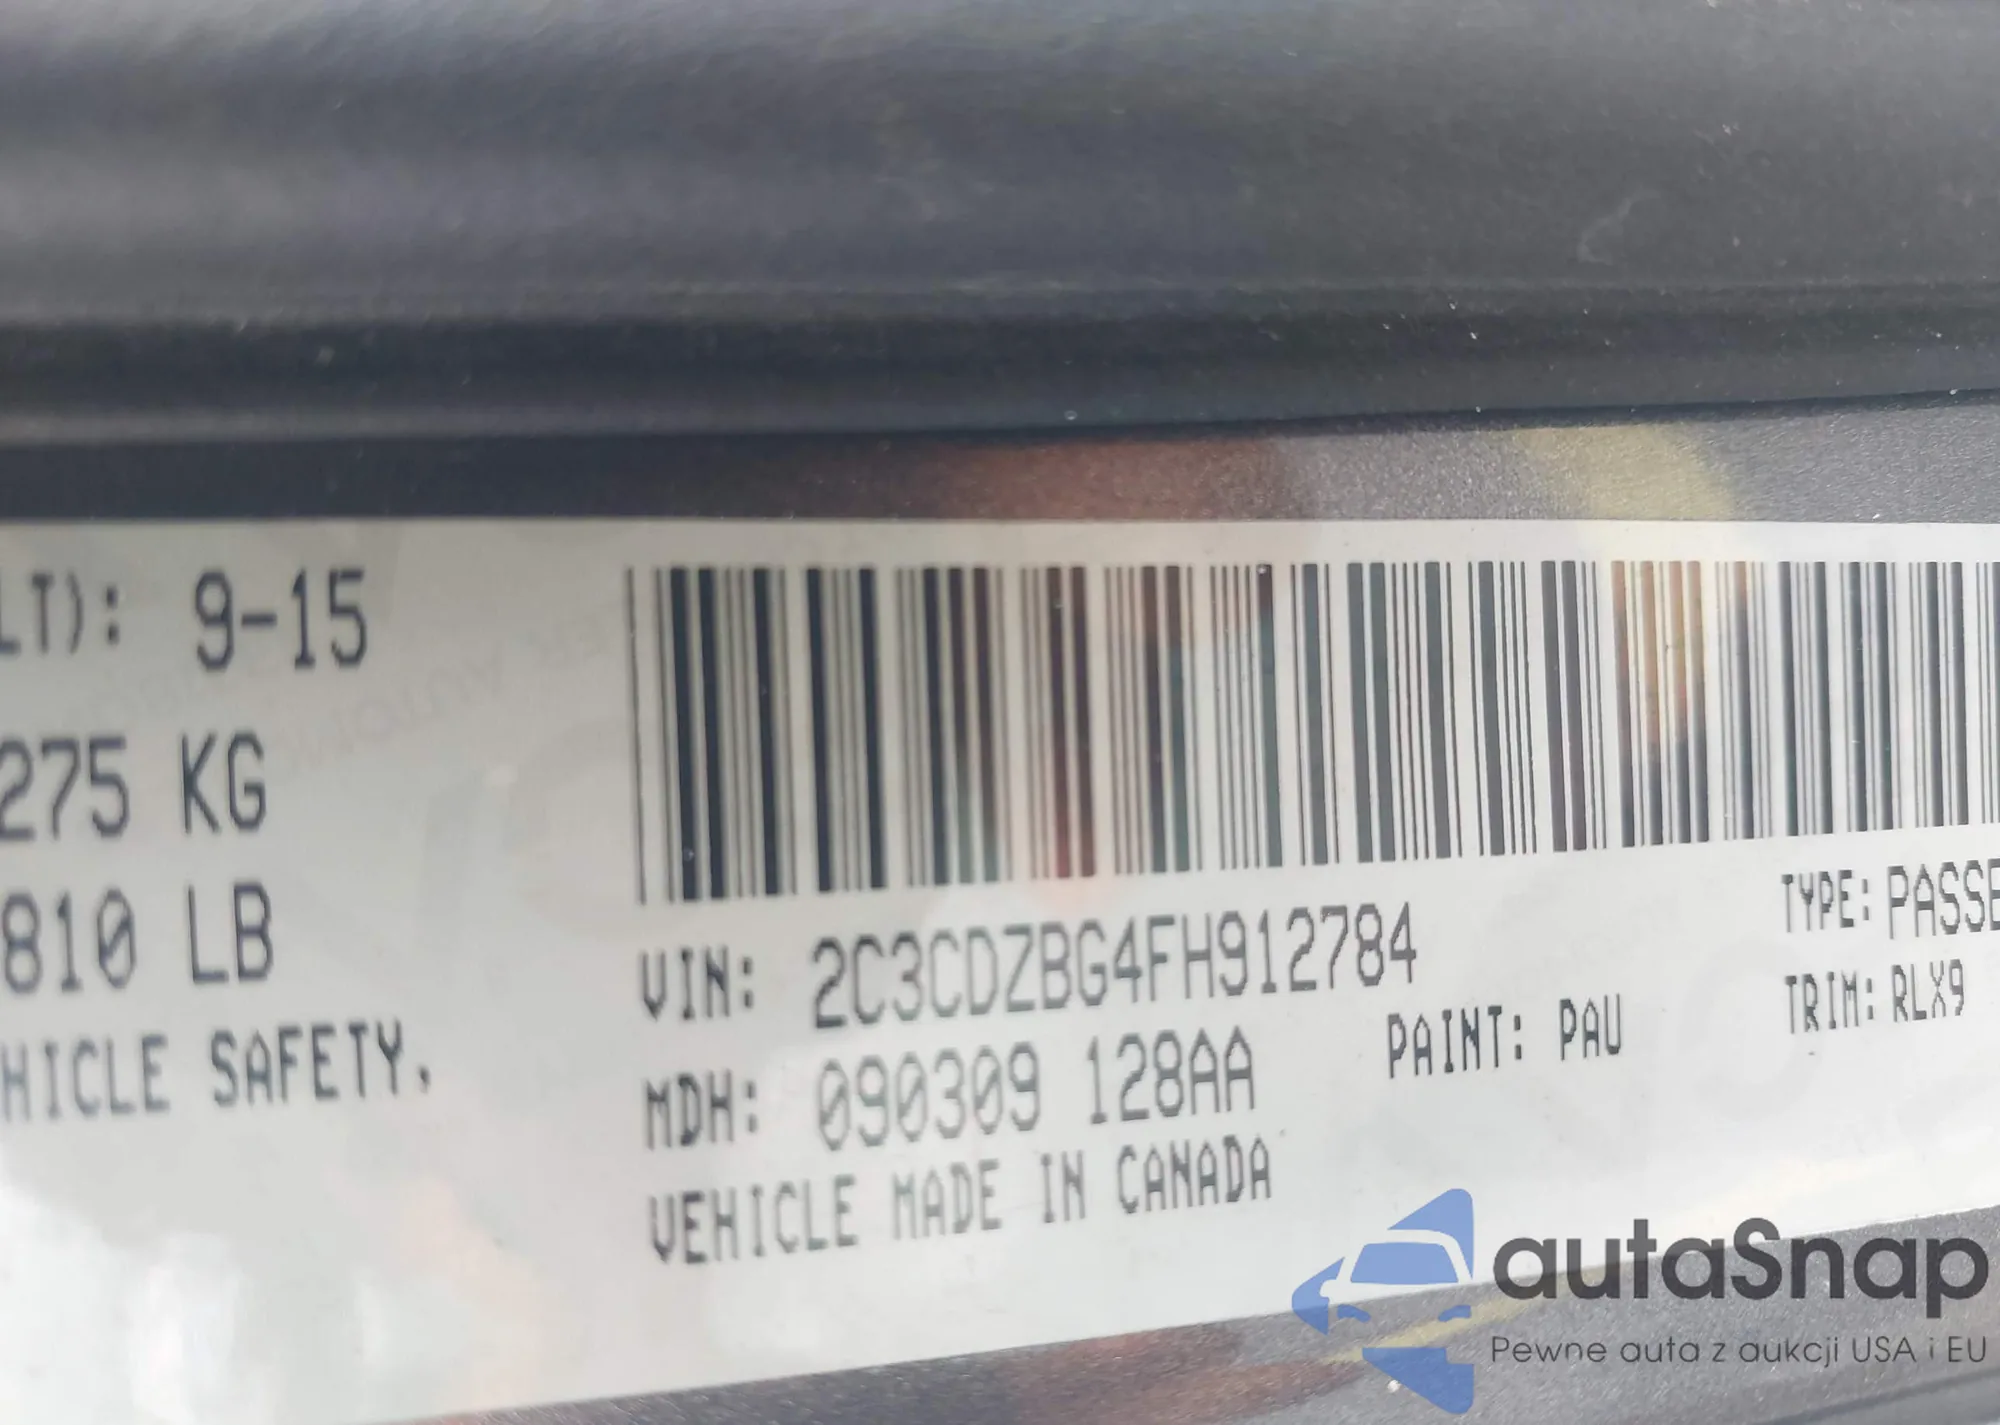 LT): 9-15
275 KG
810 LB
HICLE SAFETY.
VIN: 2C3CDZBG4FH912784
MDH: 090309 128AA
PAINT: PAU
VEHICLE MADE IN CANADA
TYPE: PASSE
TRIM: RLX9
autaSnap
Pewne auta z aukcji USA i EU